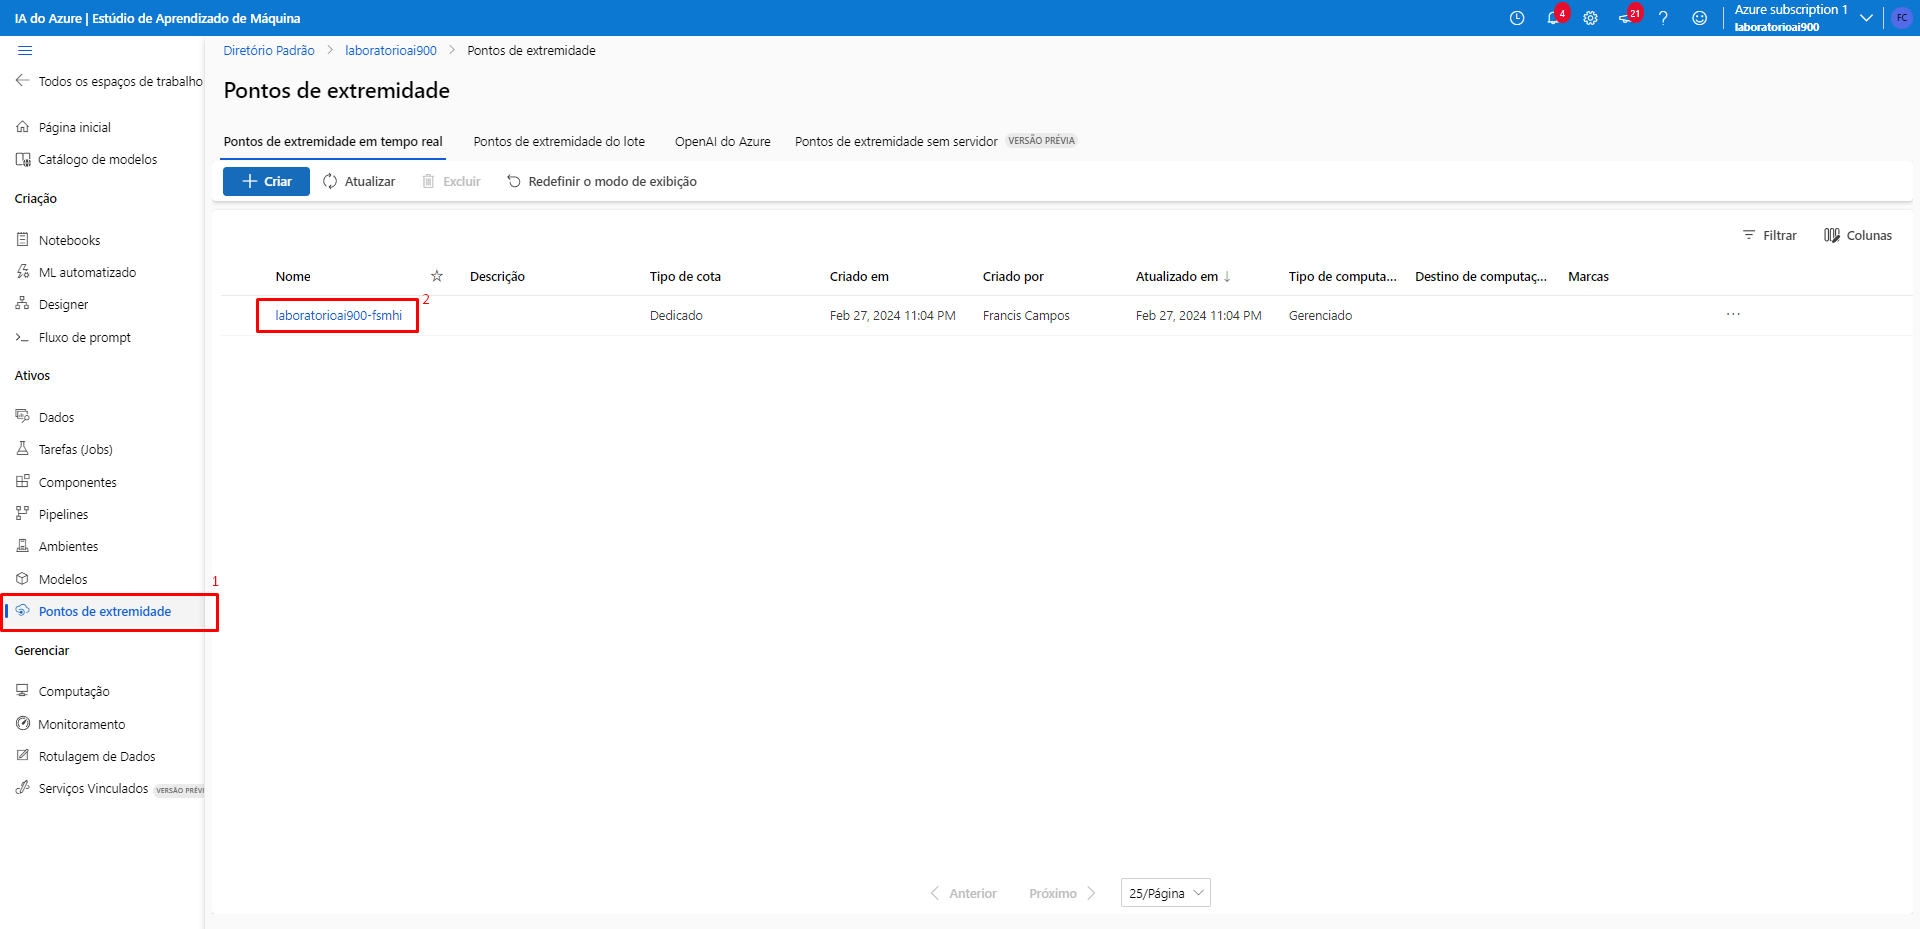 IA do Azure | Estúdio de Aprendizado de Máquina
4
21
Azure subscription 1
laboratorioai900
FC
Todos os espaços de trabalho
Página inicial
Catálogo de modelos
Criação
Notebooks
ML automatizado
Designer
Fluxo de prompt
Ativos
Dados
Tarefas (Jobs)
Componentes
Pipelines
Ambientes
Modelos
1
Pontos de extremidade
Gerenciar
Computação
Monitoramento
Rotulagem de Dados
Serviços Vinculados VERSÃO PRÉVI
Diretório Padrão > laboratorioai900 > Pontos de extremidade
Pontos de extremidade
Pontos de extremidade em tempo real Pontos de extremidade do lote OpenAI do Azure Pontos de extremidade sem servidor VERSÃO PRÉVIA
Criar Atualizar Excluir Redefinir o modo de exibição
Filtrar Colunas
Nome Descrição Tipo de cota Criado em Criado por Atualizado em ↓ Tipo de computa... Destino de computaç... Marcas
2
laboratorioai900-fsmhi Dedicado Feb 27, 2024 11:04 PM Francis Campos Feb 27, 2024 11:04 PM Gerenciado ...
Anterior Próximo 25/Página